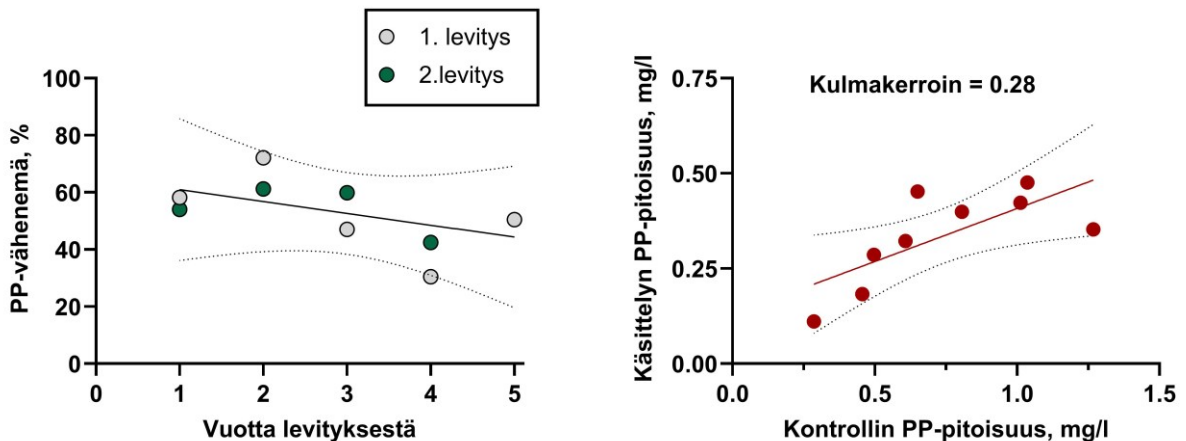 1. levitys
2.levitys
PP-vähenemä, %
100
80
60
40
20
0
0 1 2 3 4 5
Vuotta levityksestä
Kulmakerroin = 0.28
Käsittelyn PP-pitoisuus, mg/l
0.75
0.50
0.25
0.00
0.0 0.5 1.0 1.5
Kontrollin PP-pitoisuus, mg/l